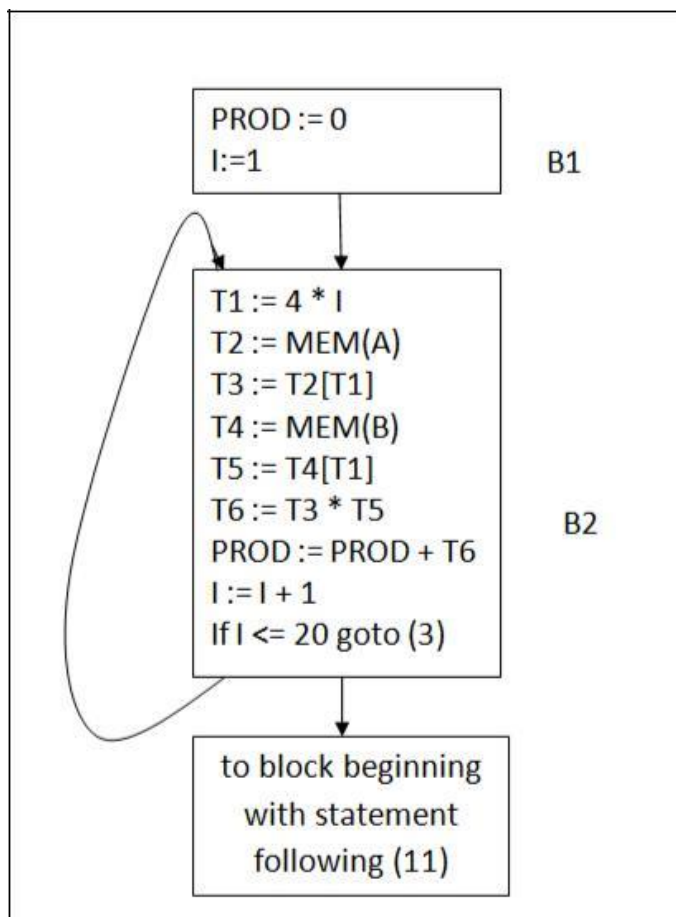 PROD := 0
I:=1
B1
T1 := 4 * I
T2 := MEM(A)
T3 := T2[T1]
T4 := MEM(B)
T5 := T4[T1]
T6 := T3 * T5
PROD := PROD + T6
I := I + 1
If I <= 20 goto (3)
B2
to block beginning
with statement
following (11)